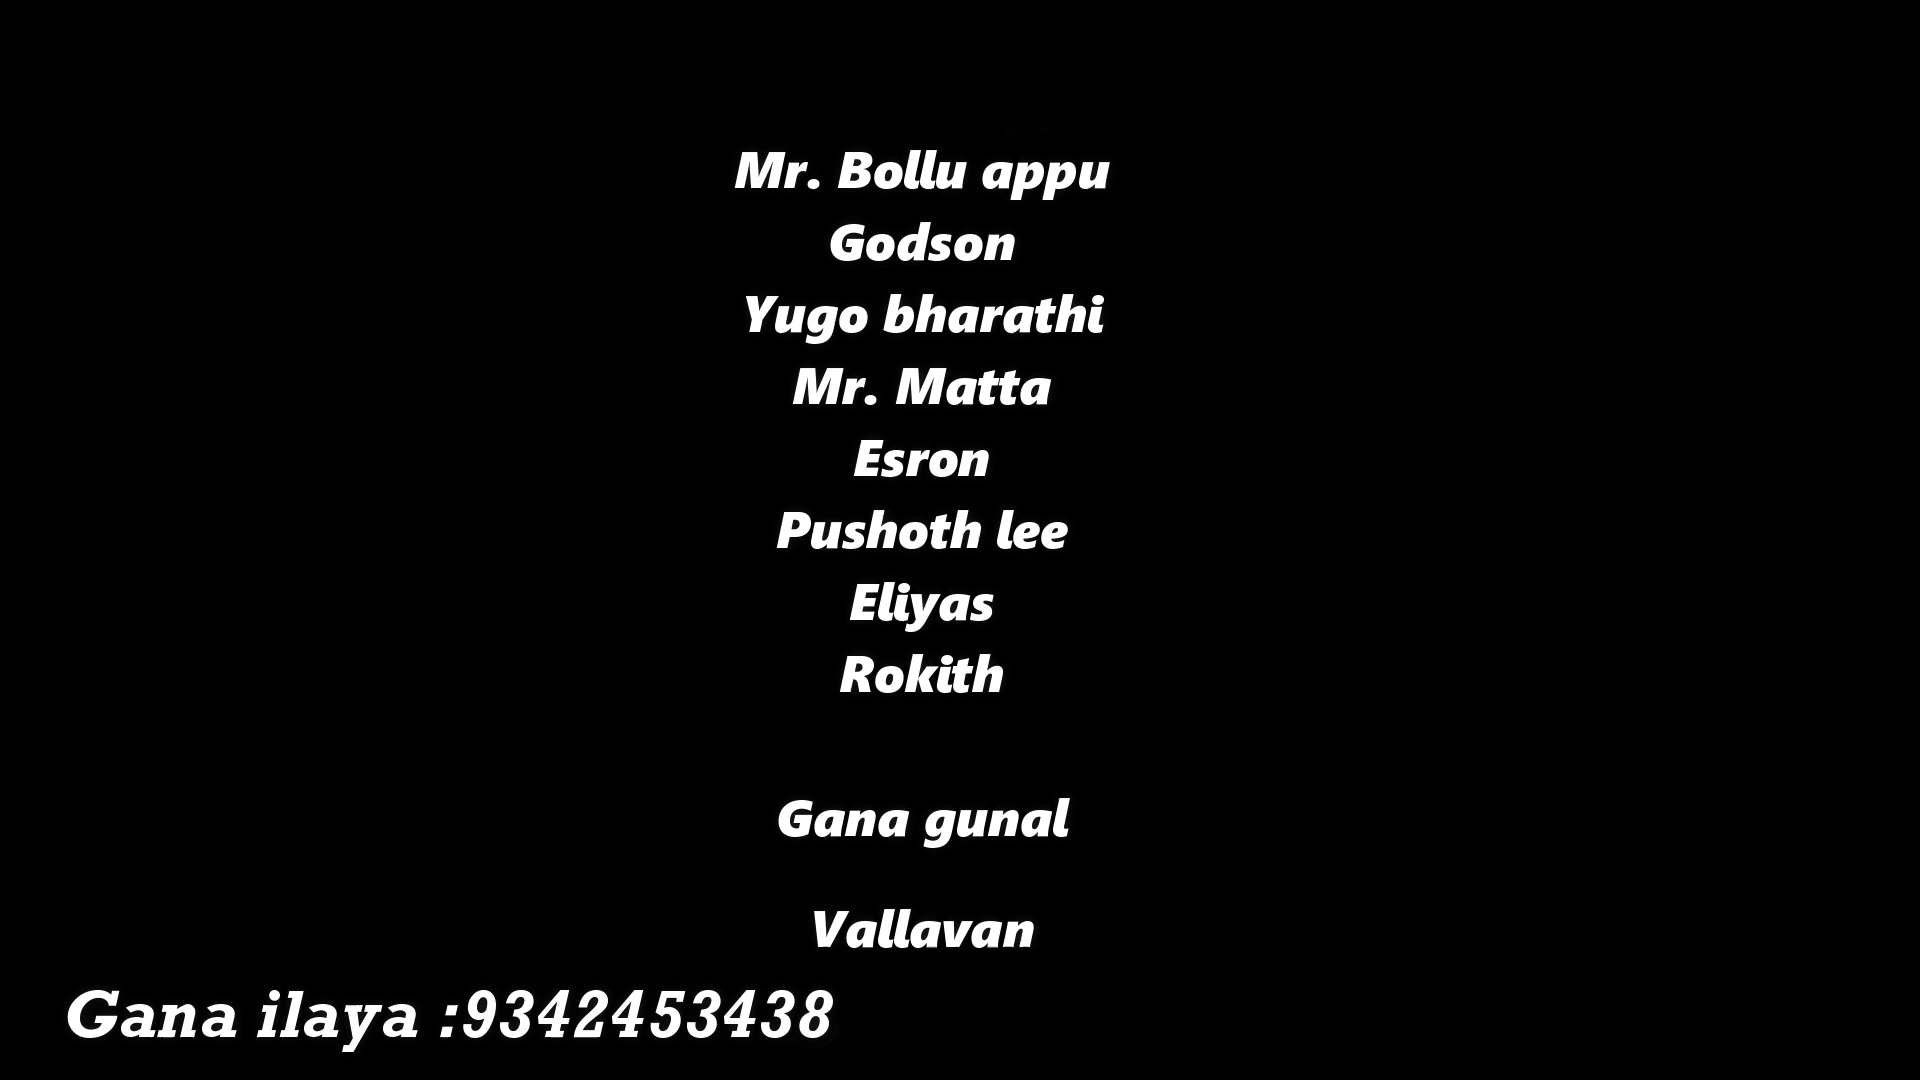 Mr. Bollu appu
Godson
Yugo bharathi
Mr. Matta
Esron
Pushoth lee
Eliyas
Rokith
Gana gunal
Vallavan
Gana ilaya :9342453438